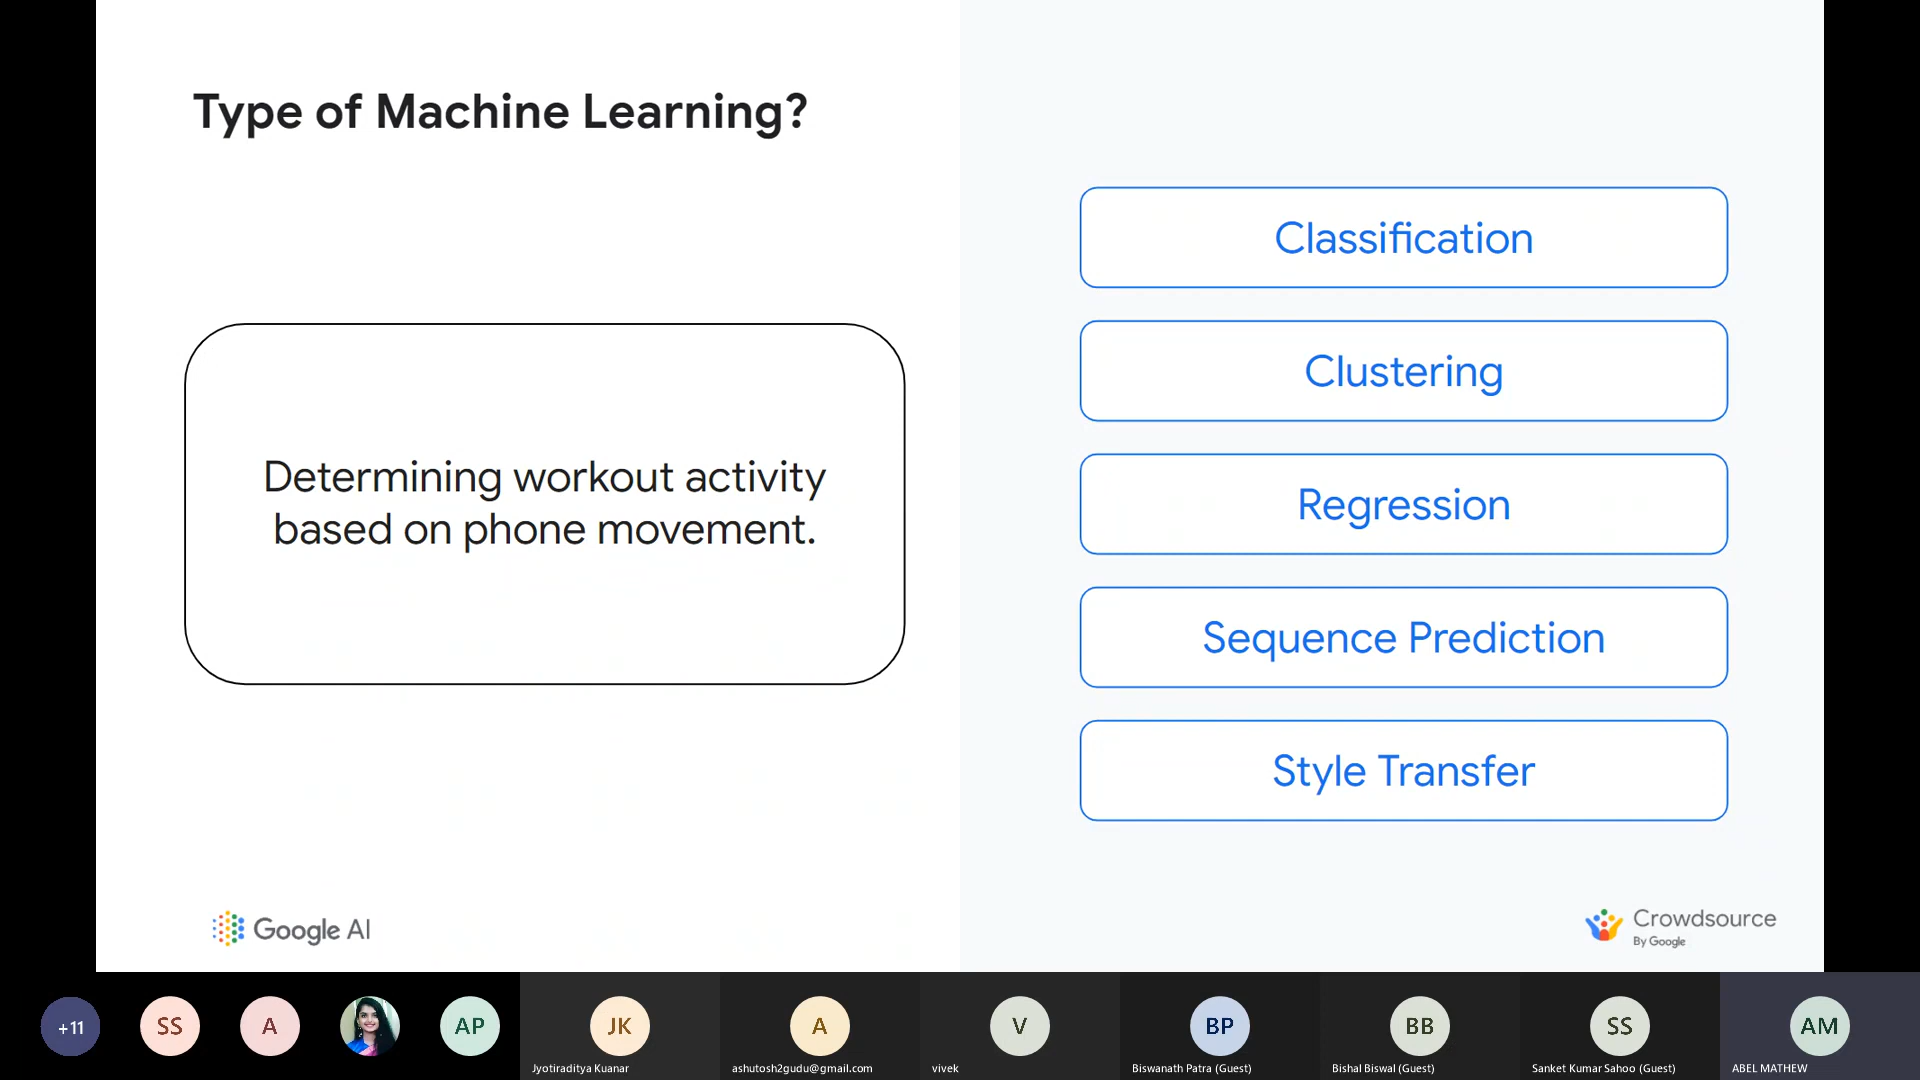 Type of Machine Learning?
Determining workout activity
based on phone movement.
Classification
Clustering
Regression
Sequence Prediction
Style Transfer
Google AI
Crowdsource
By Google
+11
SS
A
AP
JK
Jyotiraditya Kuanar
A
ashutosh2gudu@gmail.com
V
vivek
BP
Biswanath Patra (Guest)
BB
Bishal Biswal (Guest)
SS
Sanket Kumar Sahoo (Guest)
AM
ABEL MATHEW